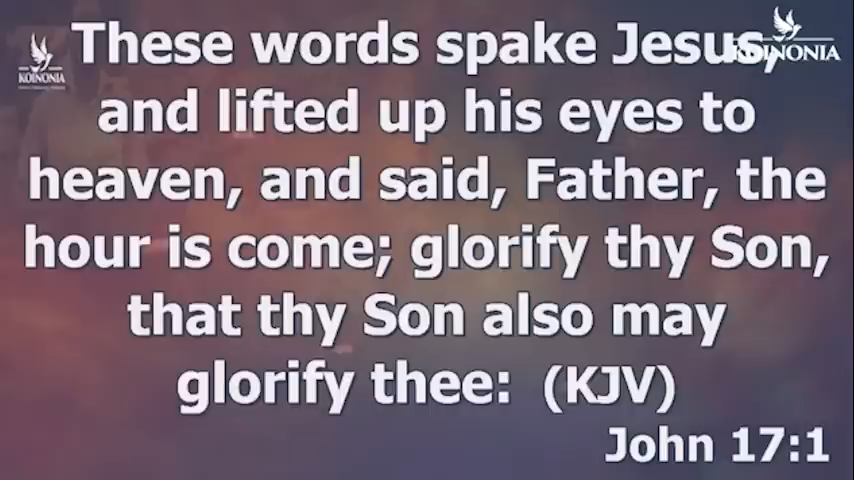 These words spake Jesus,
KOINONIA
KOINONIA
and lifted up his eyes to
heaven, and said, Father, the
hour is come; glorify thy Son,
that thy Son also may
glorify thee: (KJV)
John 17:1